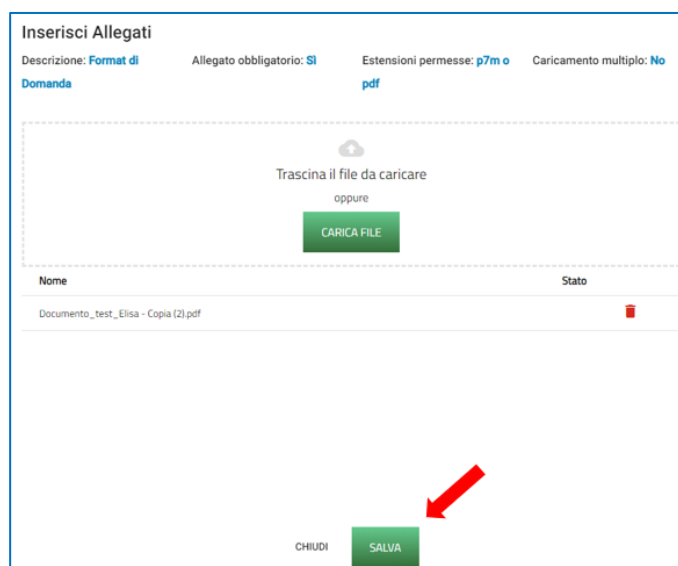 Inserisci Allegati
Descrizione: Format di Domanda
Allegato obbligatorio: Sì
Estensioni permesse: p7m o pdf
Caricamento multiplo: No
Trascina il file da caricare
oppure
CARICA FILE
Nome Stato
Documento_test_Elisa - Copia (2).pdf
CHIUDI SALVA